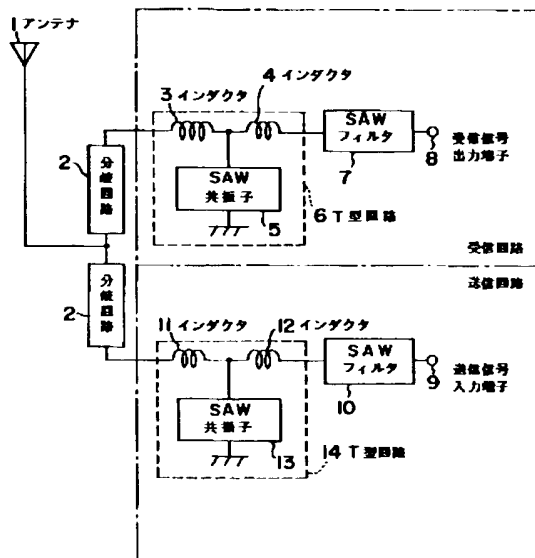 1 アンテナ
3 インダクタ
4 インダクタ
2
分岐回路
SAW
共振子
5
6 T型回路
SAW
フィルタ
7
8
受信信号
出力端子
受信回路
送信回路
2
分岐回路
11 インダクタ
12 インダクタ
SAW
共振子
13
14 T型回路
SAW
フィルタ
10
9
送信信号
入力電子